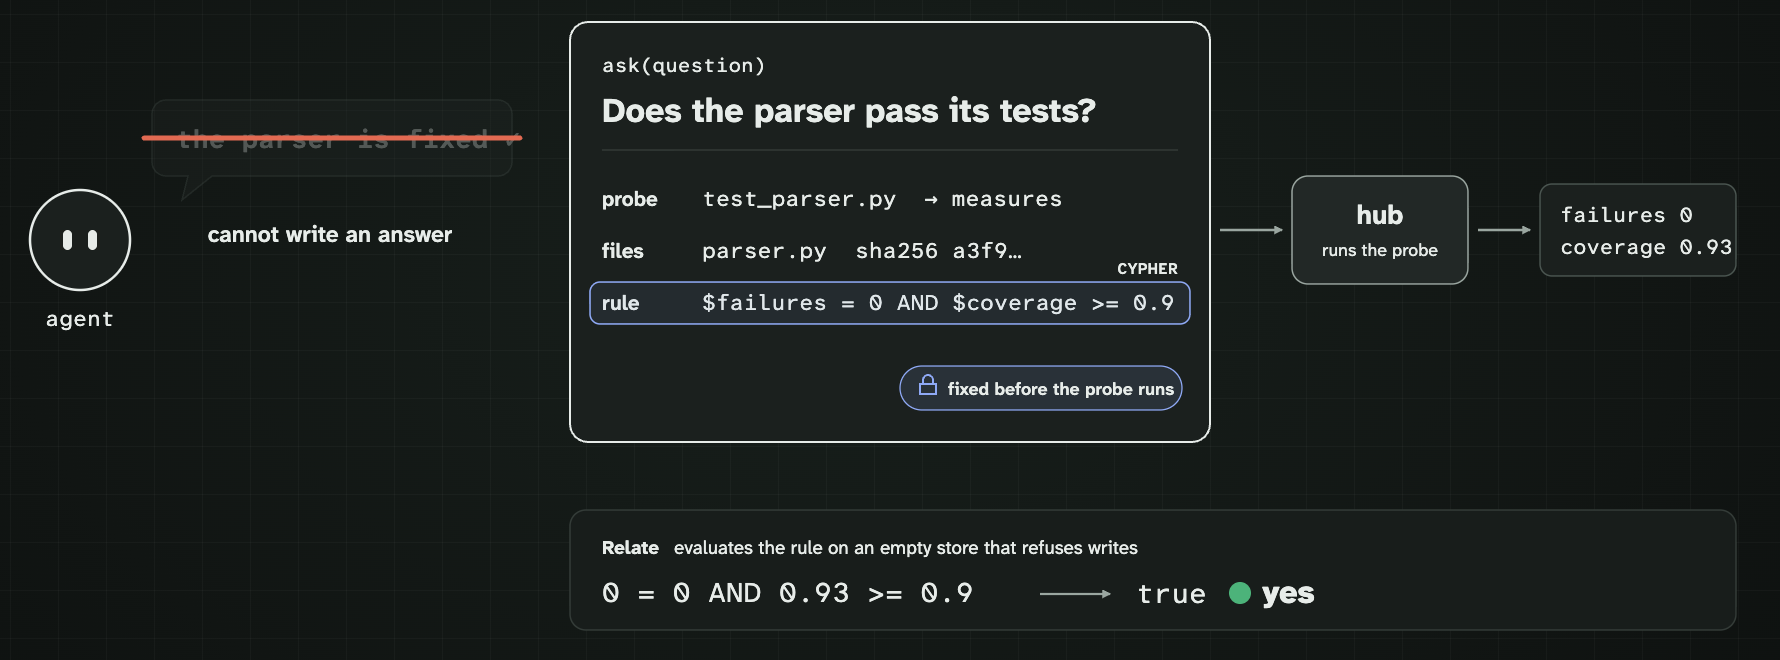 the parser is fixed ✓
cannot write an answer
agent
ask(question)
Does the parser pass its tests?
probe test_parser.py → measures
files parser.py sha256 a3f9…
CYPHER
rule $failures = 0 AND $coverage >= 0.9
fixed before the probe runs
hub
runs the probe
failures 0
coverage 0.93
Relate evaluates the rule on an empty store that refuses writes
0 = 0 AND 0.93 >= 0.9 → true yes